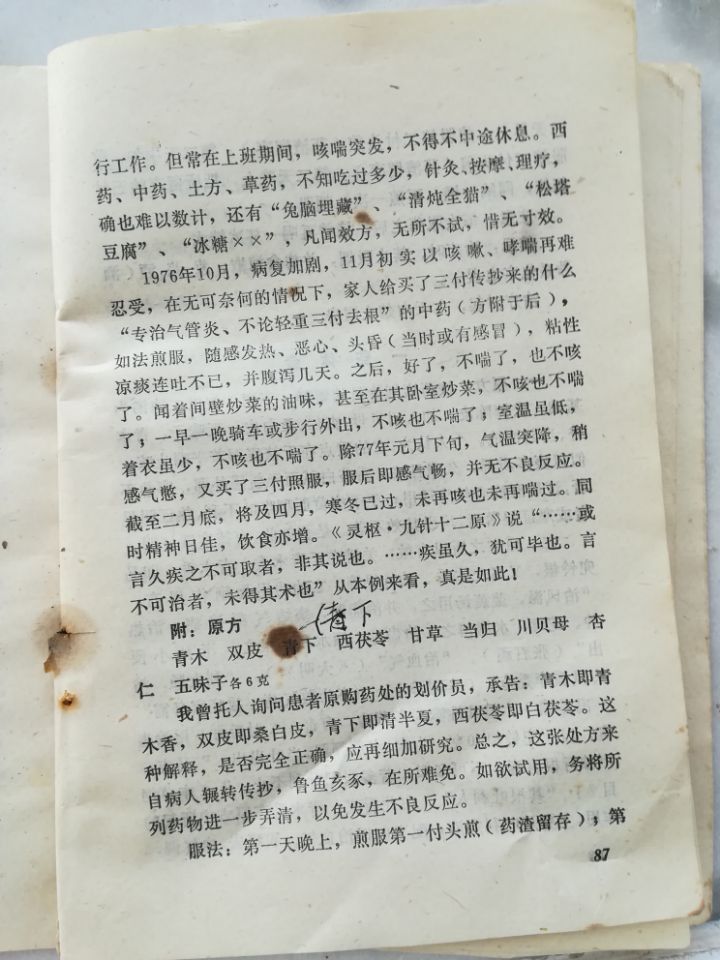 行工作。但常在上班期间，咳喘突发，不得不中途休息。西
药、中药、土方、草药，不知吃过多少，针灸、按摩、理疗，
确也难以数计，还有“兔脑埋藏”、“清炖全猫”、“松塔
豆腐”、“冰糖××”，凡闻效方，无所不试，惜无寸效。
1976年10月，病复加剧，11月初实以咳嗽、哮喘再难
忍受，在无可奈何的情况下，家人给买了三付传抄来的什么
“专治气管炎、不论轻重三付去根”的中药（方附于后），
如法煎服，随感发热、恶心、头昏（当时或有感冒），粘性
凉痰连吐不已，并腹泻几天。之后，好了，不喘了，也不咳
了。闻着间壁炒菜的油味，甚至在其卧室炒菜，不咳也不喘
了；一早一晚骑车或步行外出，不咳也不喘了；室温虽低，
着衣虽少，不咳也不喘了。除77年元月下旬，气温突降，稍
感气憋，又买了三付照服，服后即感气畅，并无不良反应。
截至二月底，将及四月，寒冬已过，未再咳也未再喘过。同
时精神日佳，饮食亦增。《灵枢·九针十二原》说“……或
言久疾之不可取者，非其说也。……疾虽久，犹可毕也。言
不可治者，未得其术也”从本例来看，真是如此！
附：原方
（青下
青木 双皮 青下 西茯苓 甘草 当归 川贝母 杏
仁 五味子各6克
我曾托人询问患者原购药处的划价员，承告：青木即青
木香，双皮即桑白皮，青下即清半夏，西茯苓即白茯苓。这
种解释，是否完全正确，应再细加研究。总之，这张处方来
自病人辗转传抄，鲁鱼亥豕，在所难免。如欲试用，务将所
列药物进一步弄清，以免发生不良反应。
服法：第一天晚上，煎服第一付头煎（药渣留存），第
87